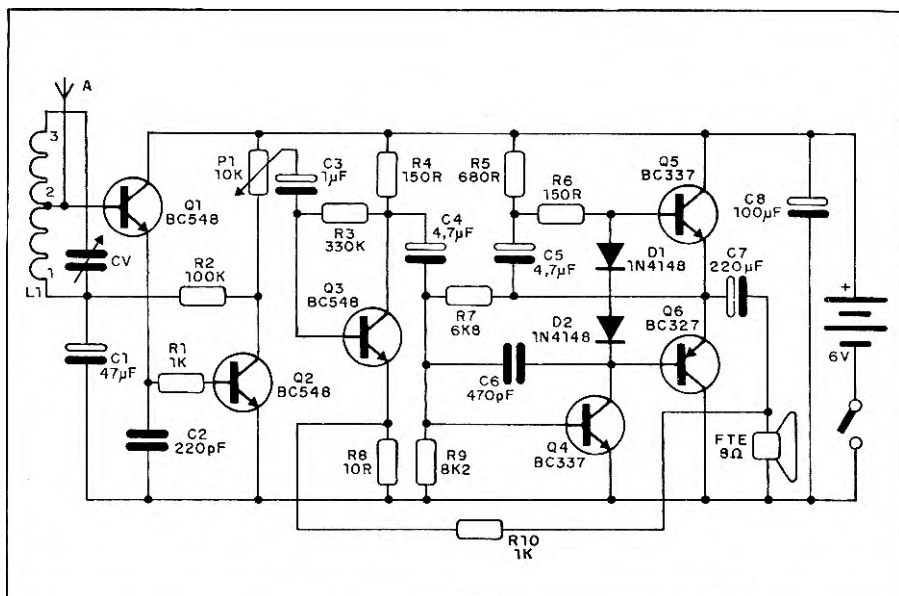 A
3
2
1
L1
CV
C1
47µF
Q1
BC548
R2
100K
R1
1K
C2
220pF
P1
10K
Q2
BC548
C3
1µF
R3
330K
Q3
BC548
R4
150R
R8
10R
C4
4,7µF
R7
6K8
C6
470pF
R9
8K2
R5
680R
R6
150R
C5
4,7µF
D1
1N4148
D2
1N4148
Q4
BC337
R10
1K
Q5
BC337
Q6
BC327
C7
220µF
C8
100µF
FTE
8Ω
+
6V